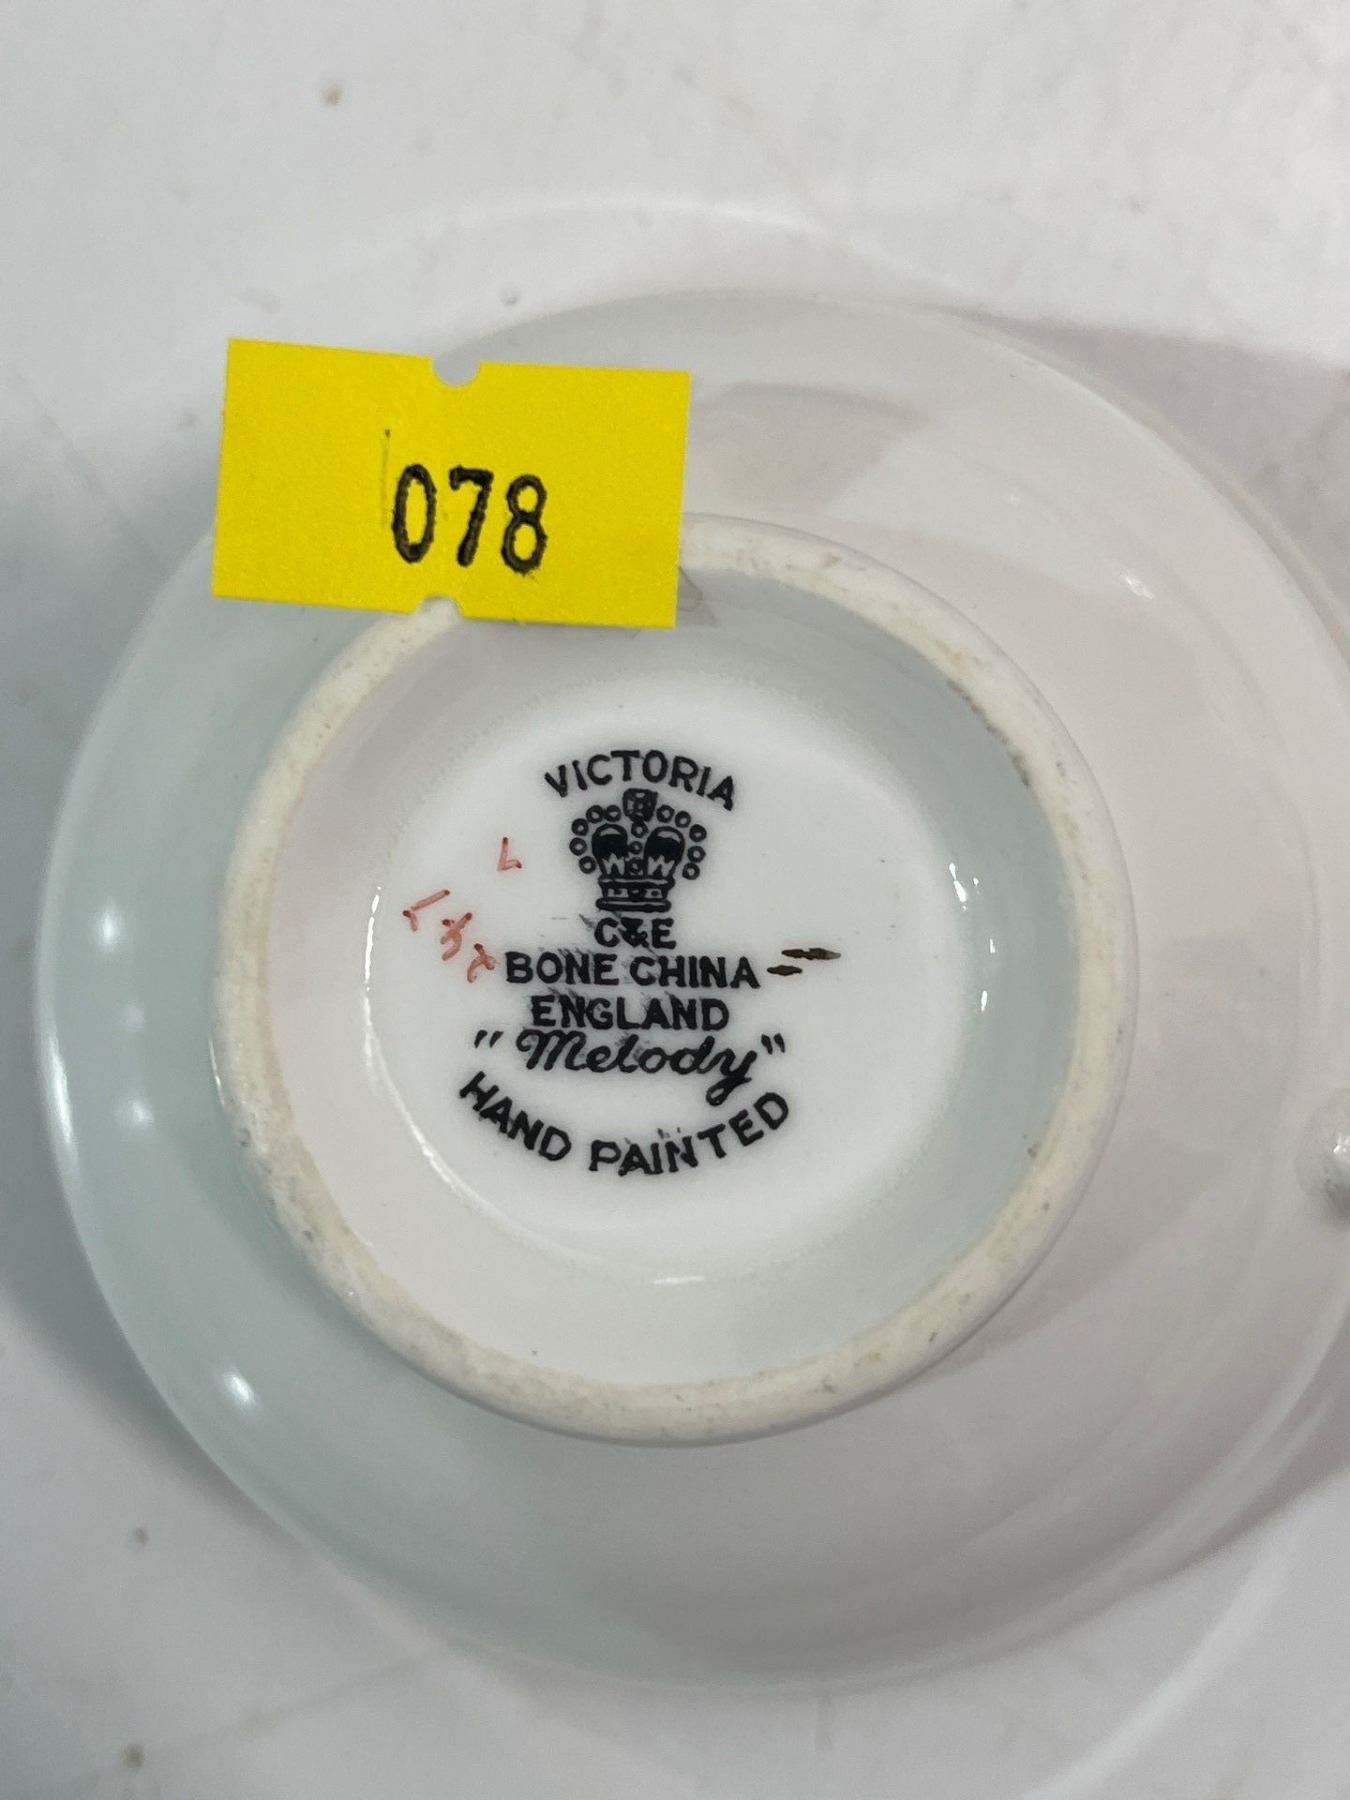 078
VICTORIA
C&E
BONE CHINA
ENGLAND
"Melody"
HAND PAINTED